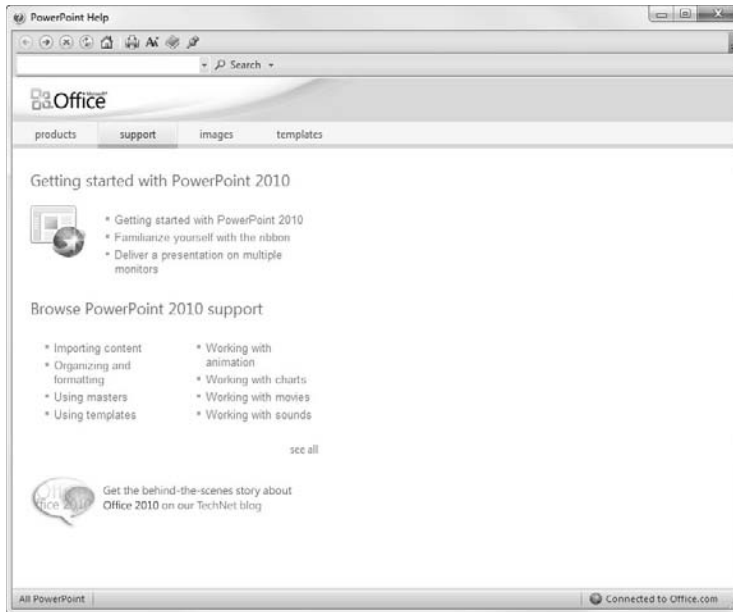 PowerPoint Help
Search
Microsoft
Office
products support images templates
Getting started with PowerPoint 2010
Getting started with PowerPoint 2010
Familiarize yourself with the ribbon
Deliver a presentation on multiple
monitors
Browse PowerPoint 2010 support
Importing content
Organizing and
formatting
Using masters
Using templates
Working with
animation
Working with charts
Working with movies
Working with sounds
see all
Get the behind-the-scenes story about
Office 2010 on our TechNet blog
All PowerPoint
Connected to Office.com